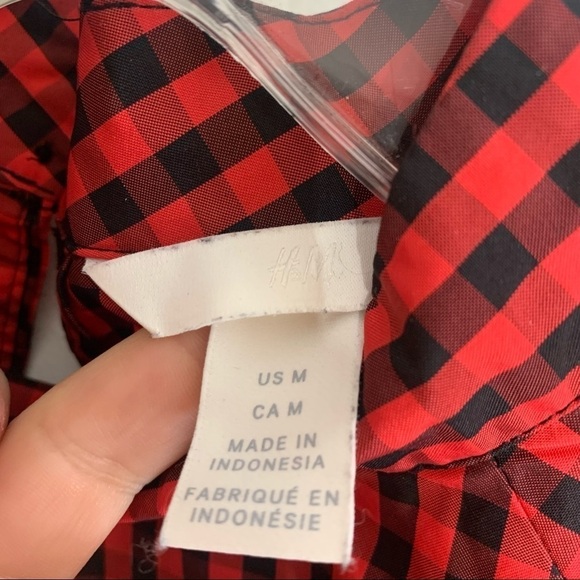 H&M
US M
CA M
MADE IN
INDONESIA
FABRIQUÉ EN
INDONÉSIE